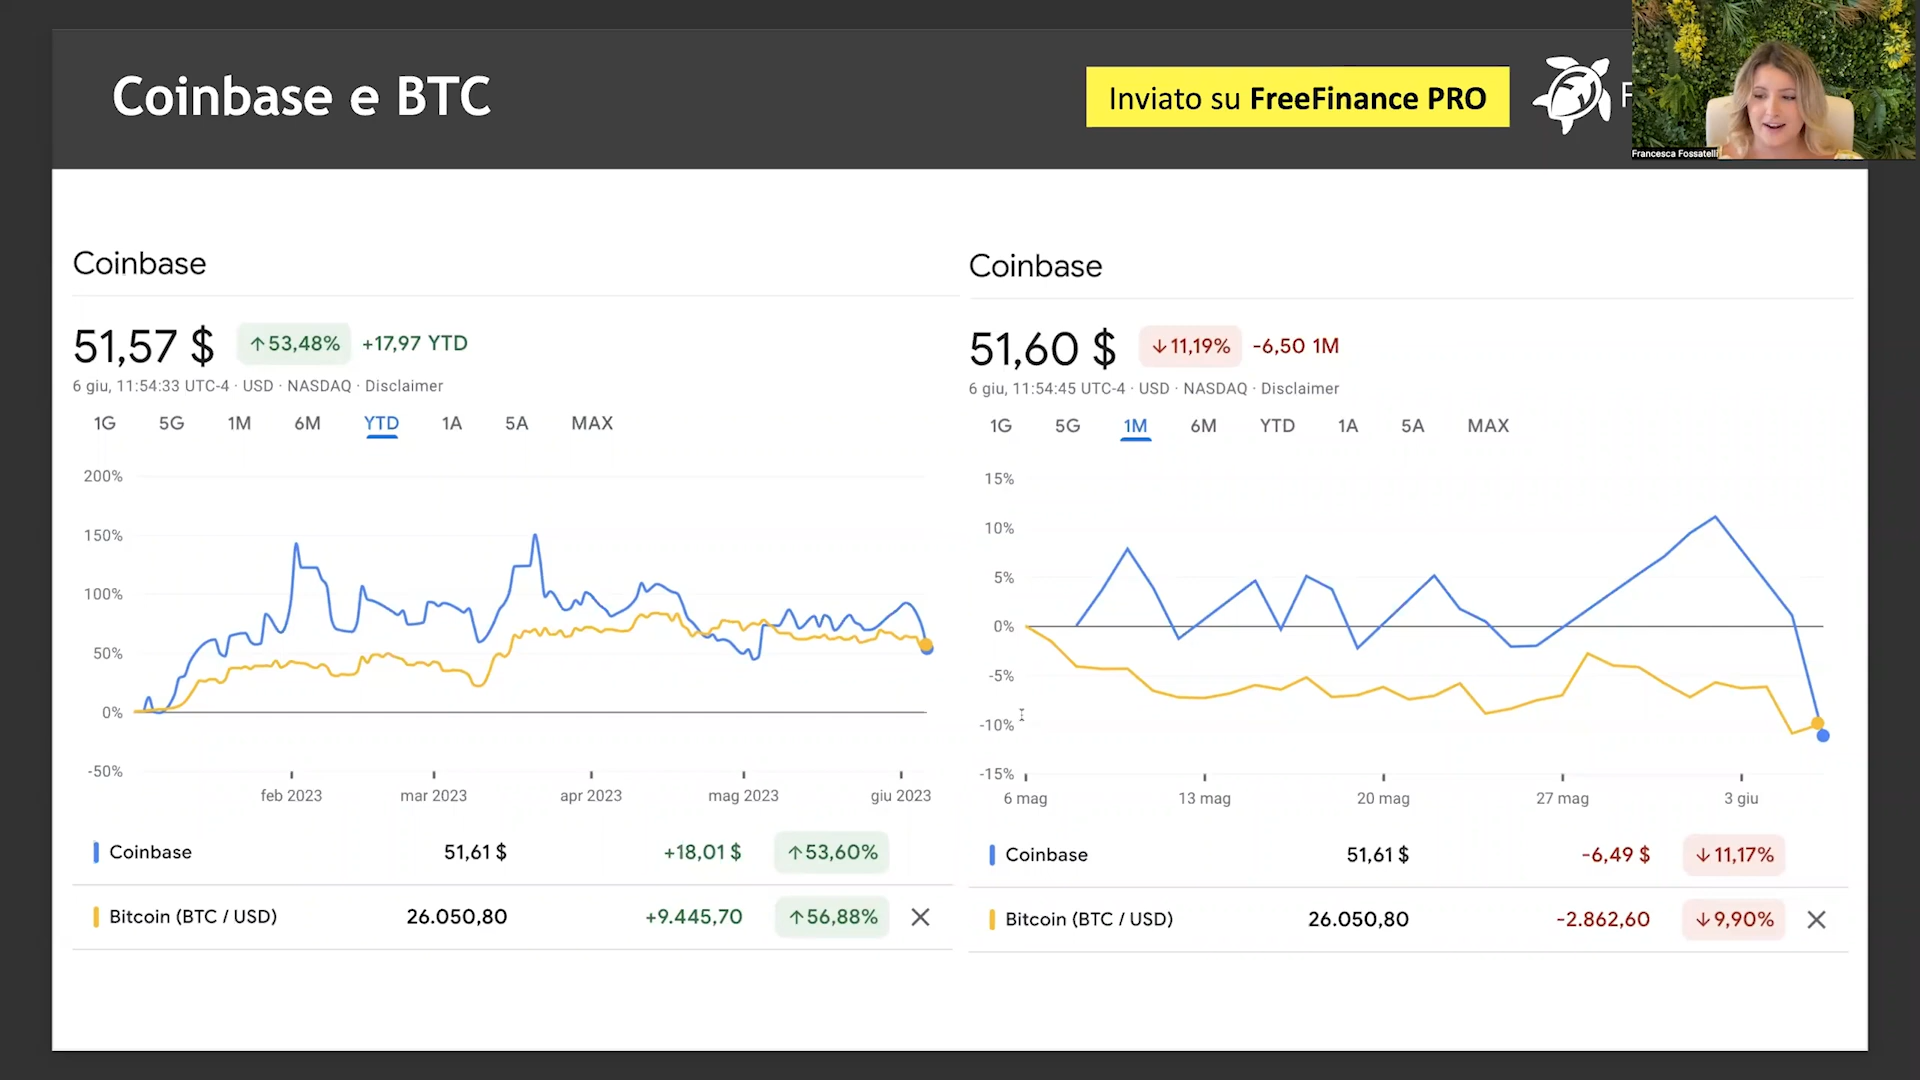 Coinbase e BTC
Inviato su FreeFinance PRO
F
Francesca Fossatelli
Coinbase
51,57 $ ↑53,48% +17,97 YTD
6 giu, 11:54:33 UTC-4 · USD · NASDAQ · Disclaimer
1G 5G 1M 6M YTD 1A 5A MAX
200%
150%
100%
50%
0%
-50%
feb 2023 mar 2023 apr 2023 mag 2023 giu 2023
Coinbase 51,61 $ +18,01 $ ↑53,60%
Bitcoin (BTC / USD) 26.050,80 +9.445,70 ↑56,88%
Coinbase
51,60 $ ↓11,19% -6,50 1M
6 giu, 11:54:45 UTC-4 · USD · NASDAQ · Disclaimer
1G 5G 1M 6M YTD 1A 5A MAX
15%
10%
5%
0%
-5%
-10%
-15%
6 mag 13 mag 20 mag 27 mag 3 giu
Coinbase 51,61 $ -6,49 $ ↓11,17%
Bitcoin (BTC / USD) 26.050,80 -2.862,60 ↓9,90%